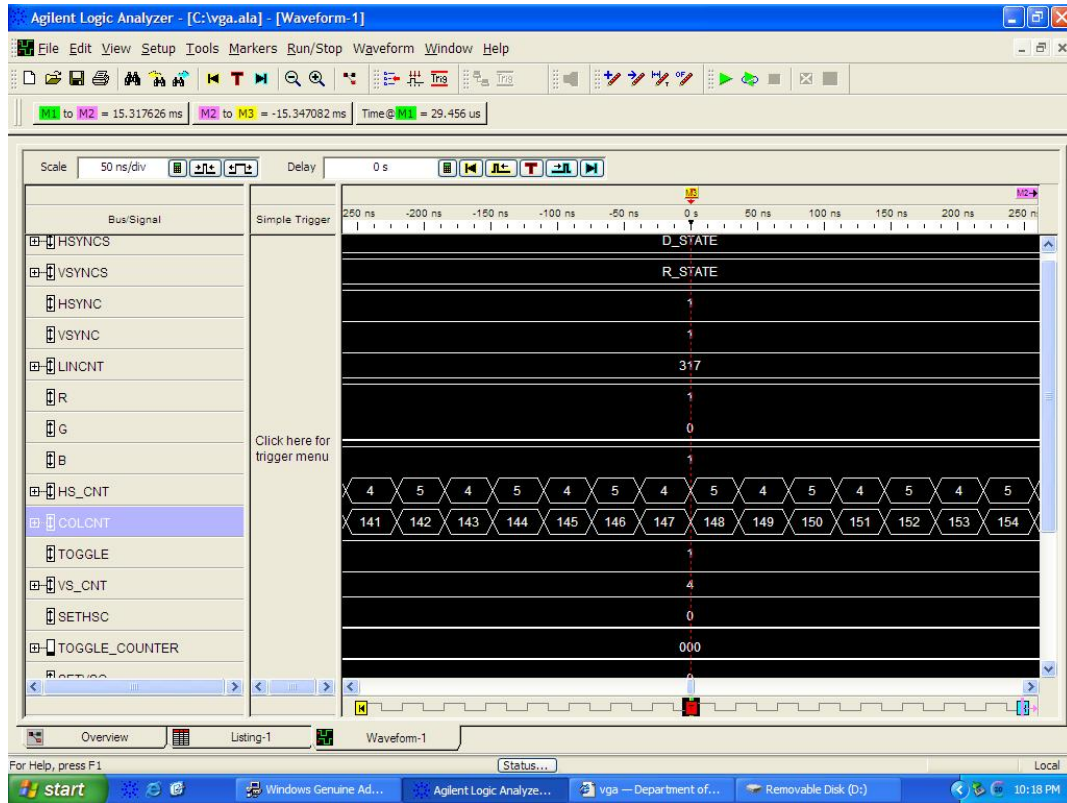 Agilent Logic Analyzer - [C:\vga.ala] - [Waveform-1]
File Edit View Setup Tools Markers Run/Stop Waveform Window Help
M1 to M2 = 15.317626 ms M2 to M3 = -15.347082 ms Time@M1 = 29.456 us
Scale 50 ns/div Delay 0 s
M3 M2
Bus/Signal Simple Trigger 250 ns -200 ns -150 ns -100 ns -50 ns 0 s 50 ns 100 ns 150 ns 200 ns 250 n
HSYNCS D_STATE
VSYNCS R_STATE
HSYNC 1
VSYNC 1
LINCNT 317
R 1
G 0
Click here for trigger menu
B 1
HS_CNT 4 5 4 5 4 5 4 5 4 5 4 5 4 5
COLCNT 141 142 143 144 145 146 147 148 149 150 151 152 153 154
TOGGLE 1
VS_CNT 4
SETHSC 0
TOGGLE_COUNTER 000
Overview Listing-1 Waveform-1
For Help, press F1 Status... Local
start Windows Genuine Ad... Agilent Logic Analyze... vga — Department of... Removable Disk (D:) 10:18 PM